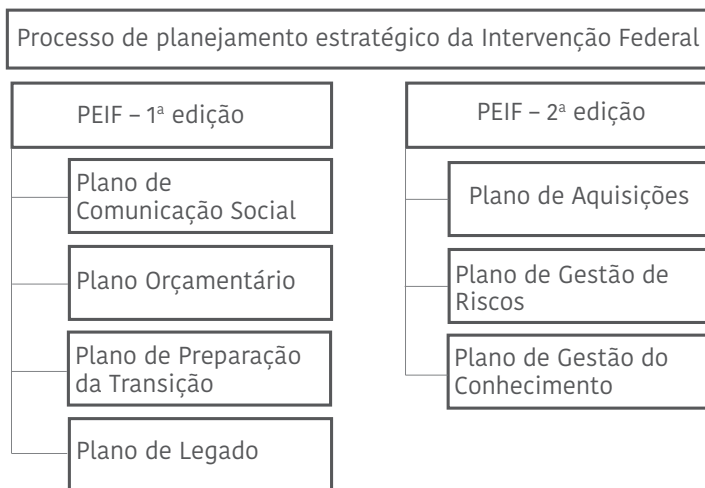 Processo de planejamento estratégico da Intervenção Federal
PEIF – 1ª edição
Plano de
Comunicação Social
Plano Orçamentário
Plano de Preparação
da Transição
Plano de Legado
PEIF – 2ª edição
Plano de Aquisições
Plano de Gestão de
Riscos
Plano de Gestão do
Conhecimento